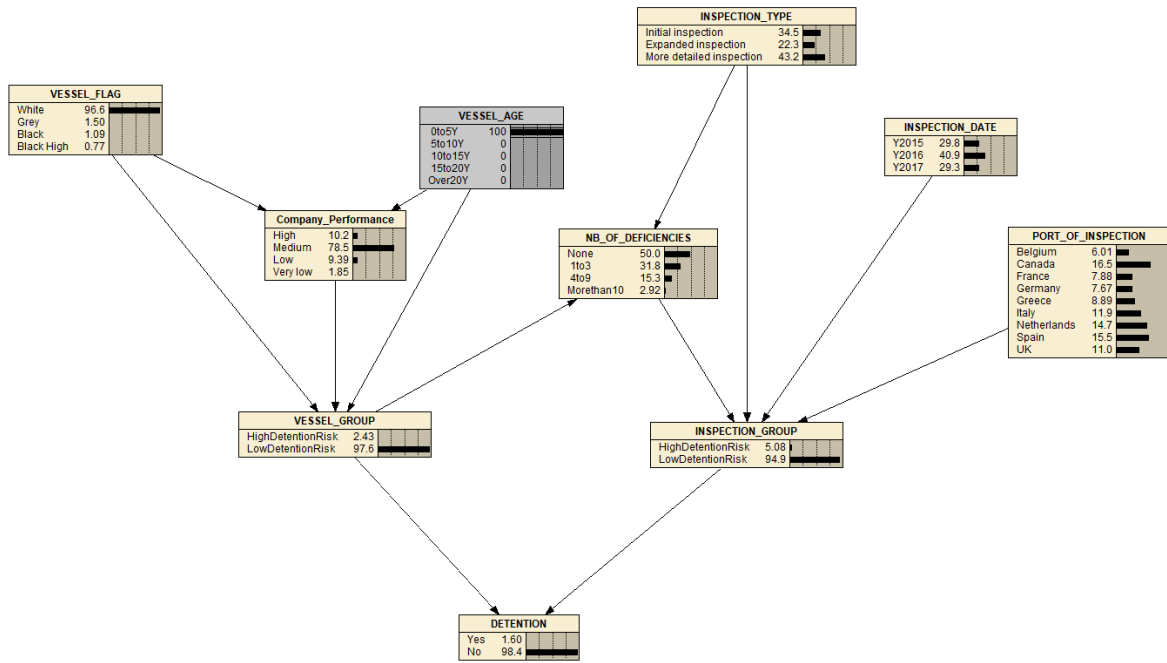 INSPECTION_TYPE
Initial inspection 34.5
Expanded inspection 22.3
More detailed inspection 43.2
VESSEL_FLAG
White 96.6
Grey 1.50
Black 1.09
Black High 0.77
VESSEL_AGE
0to5Y 100
5to10Y 0
10to15Y 0
15to20Y 0
Over20Y 0
INSPECTION_DATE
Y2015 29.8
Y2016 40.9
Y2017 29.3
Company_Performance
High 10.2
Medium 78.5
Low 9.39
Very low 1.85
NB_OF_DEFICIENCIES
None 50.0
1to3 31.8
4to9 15.3
Morethan10 2.92
PORT_OF_INSPECTION
Belgium 6.01
Canada 16.5
France 7.88
Germany 7.67
Greece 8.89
Italy 11.9
Netherlands 14.7
Spain 15.5
UK 11.0
VESSEL_GROUP
HighDetentionRisk 2.43
LowDetentionRisk 97.6
INSPECTION_GROUP
HighDetentionRisk 5.08
LowDetentionRisk 94.9
DETENTION
Yes 1.60
No 98.4